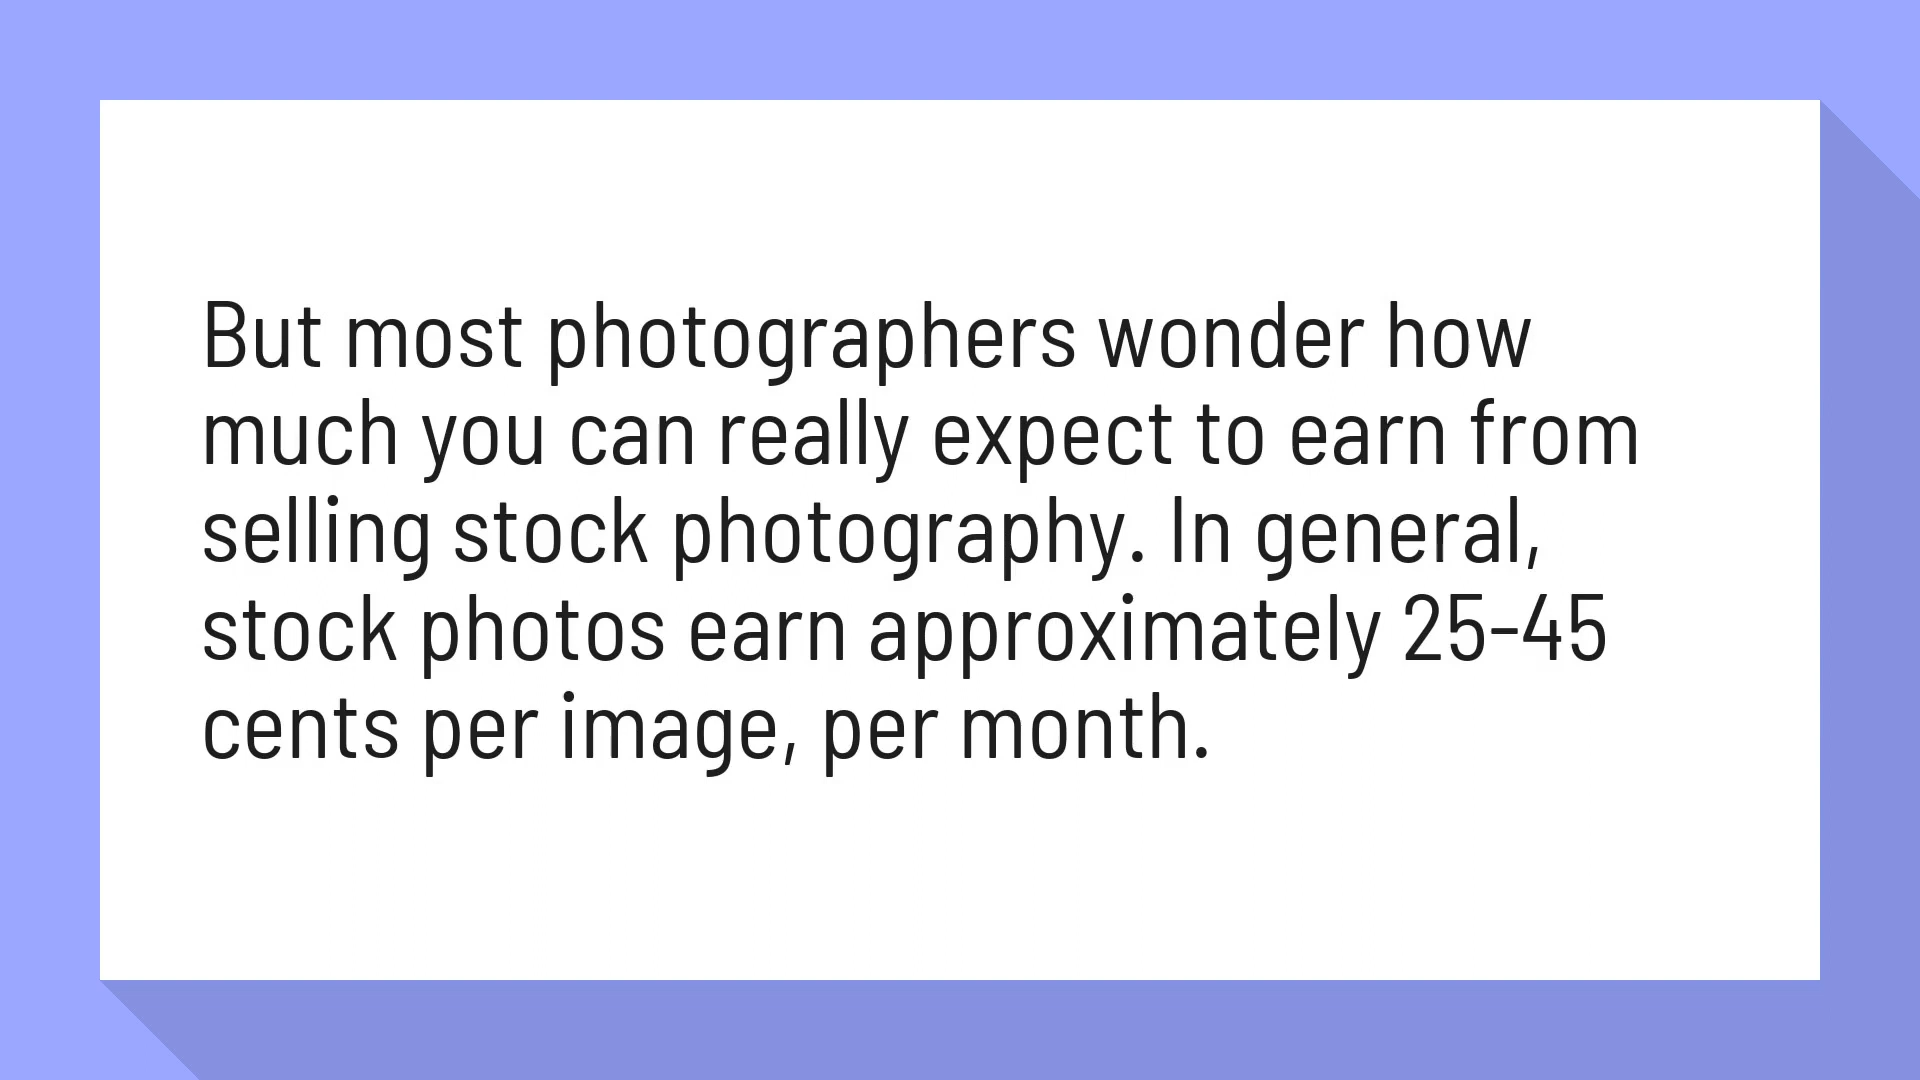 But most photographers wonder how
much you can really expect to earn from
selling stock photography. In general,
stock photos earn approximately 25-45
cents per image, per month.